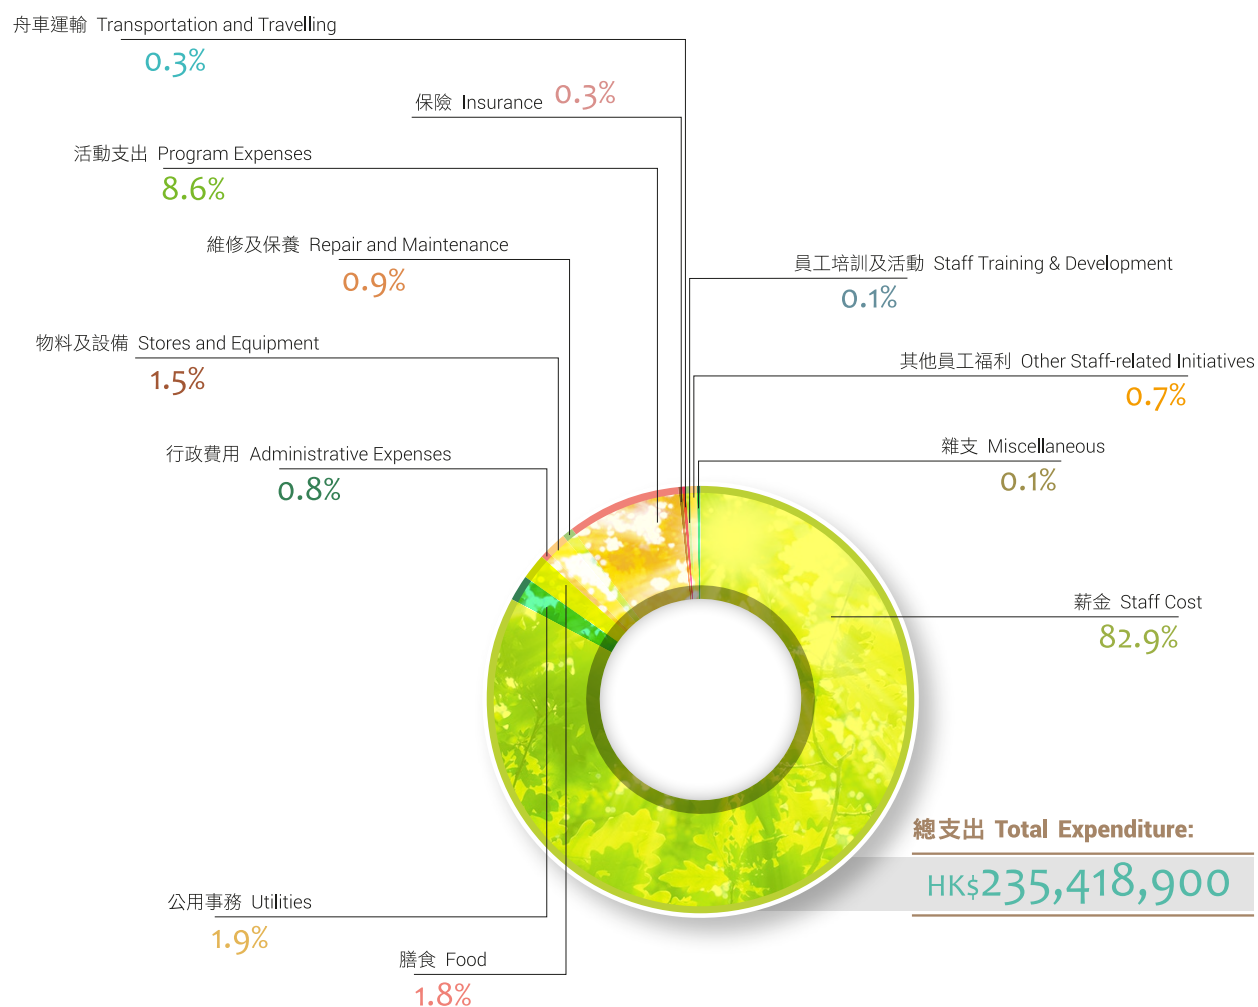 舟車運輸 Transportation and Travelling
0.3%
保險 Insurance 0.3%
活動支出 Program Expenses
8.6%
維修及保養 Repair and Maintenance
0.9%
員工培訓及活動 Staff Training & Development
0.1%
物料及設備 Stores and Equipment
1.5%
其他員工福利 Other Staff-related Initiatives
0.7%
行政費用 Administrative Expenses
0.8%
雜支 Miscellaneous
0.1%
薪金 Staff Cost
82.9%
總支出 Total Expenditure:
HK$235,418,900
公用事務 Utilities
1.9%
膳食 Food
1.8%